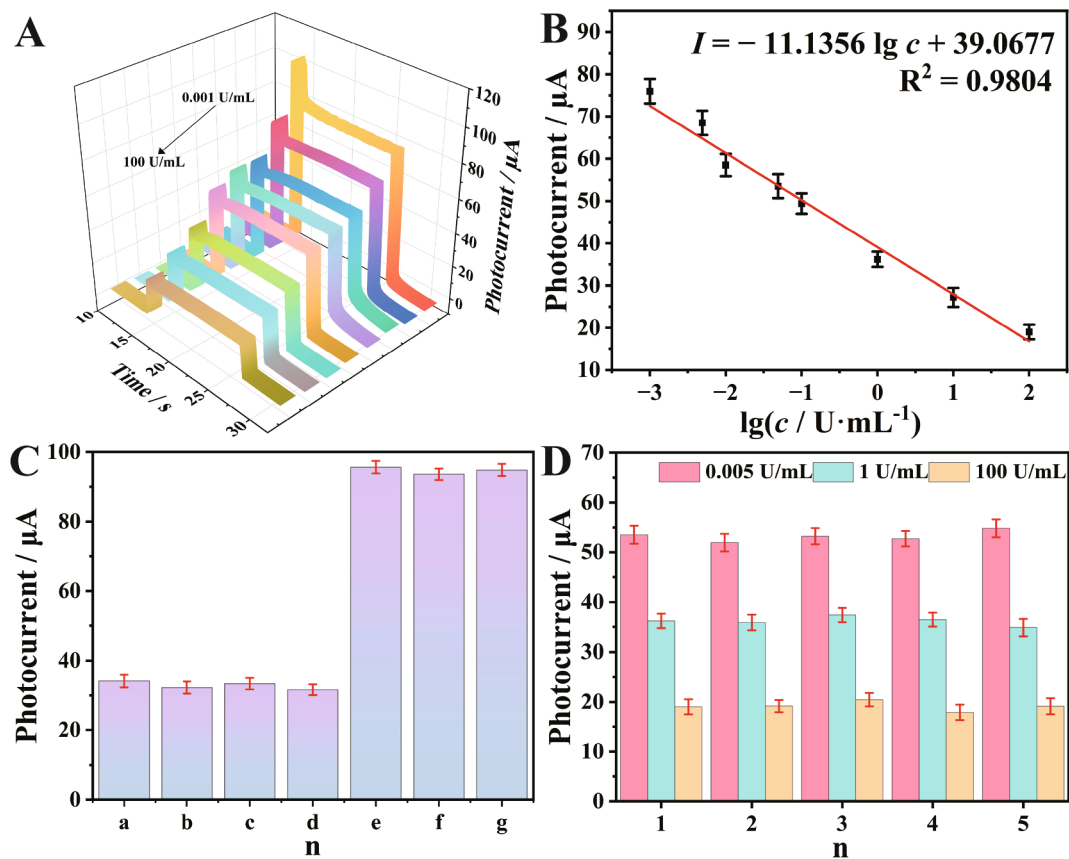 A
0.001 U/mL
100 U/mL
120
100
80
60
40
20
0
Photocurrent / μA
10
15
20
25
30
Time / s
B
I = − 11.1356 lg c + 39.0677
R² = 0.9804
90
80
70
60
50
40
30
20
10
Photocurrent / μA
−3 −2 −1 0 1 2
lg(c / U·mL⁻¹)
C
100
80
60
40
20
0
Photocurrent / μA
a b c d e f g
n
D
0.005 U/mL 1 U/mL 100 U/mL
70
60
50
40
30
20
10
0
Photocurrent / μA
1 2 3 4 5
n